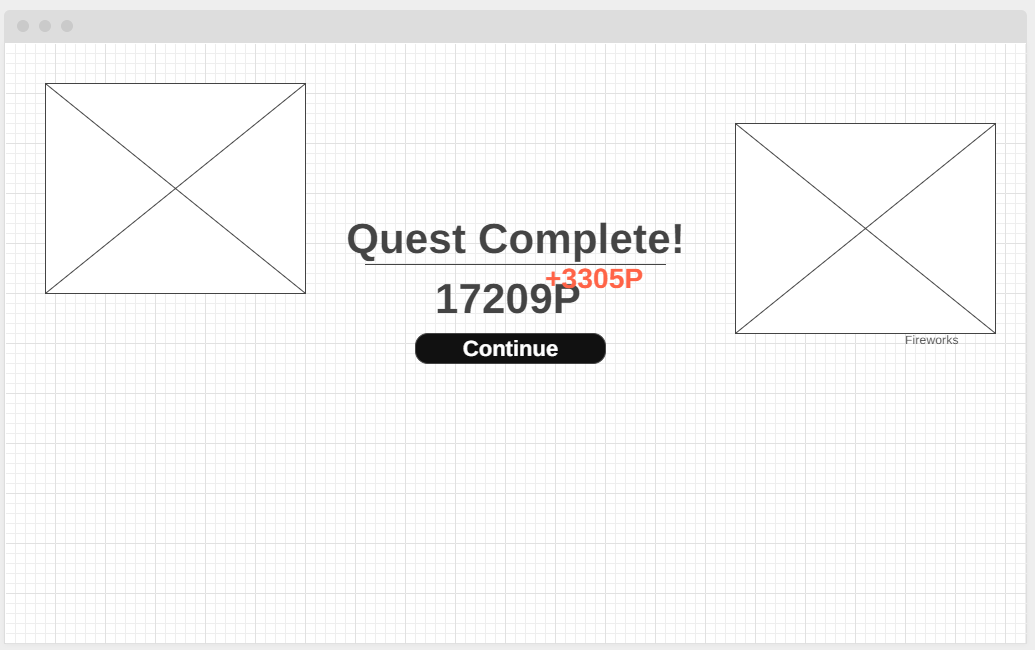 Quest Complete!
+3305P
17209P
Continue
Fireworks